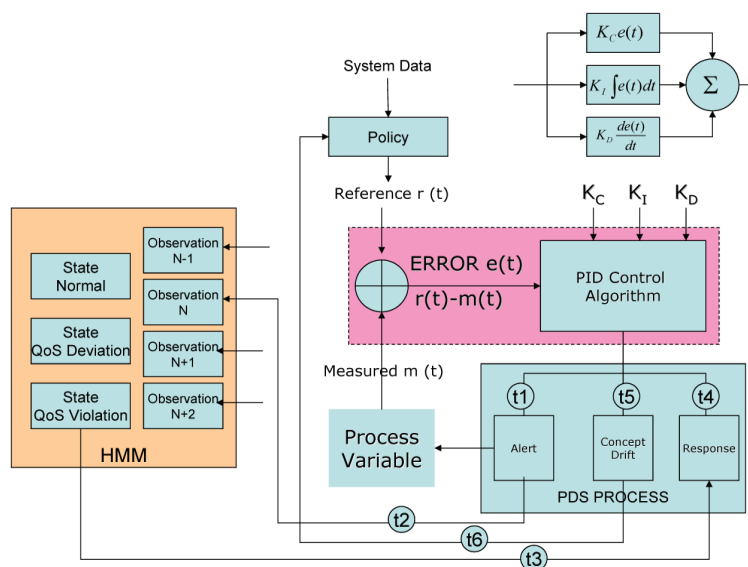 K_C e(t)
System Data
K_I ∫e(t)dt
Σ
Policy
K_D de(t)/dt
Reference r (t)
K_C
K_I
K_D
State
Normal
State
QoS Deviation
State
QoS Violation
HMM
Observation
N-1
Observation
N
Observation
N+1
Observation
N+2
ERROR e(t)
r(t)-m(t)
PID Control
Algorithm
Measured m (t)
Process
Variable
t1
t5
t4
Alert
Concept
Drift
Response
PDS PROCESS
t2
t6
t3